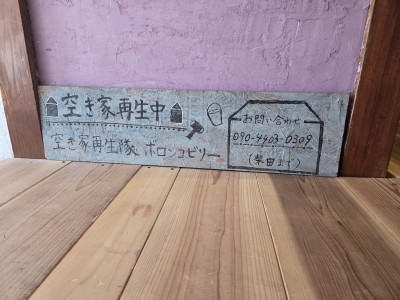 空き家再生中
空き家再生隊 ボロンコビリー
お問い合わせ
090-4403-0309
(柴田まで)